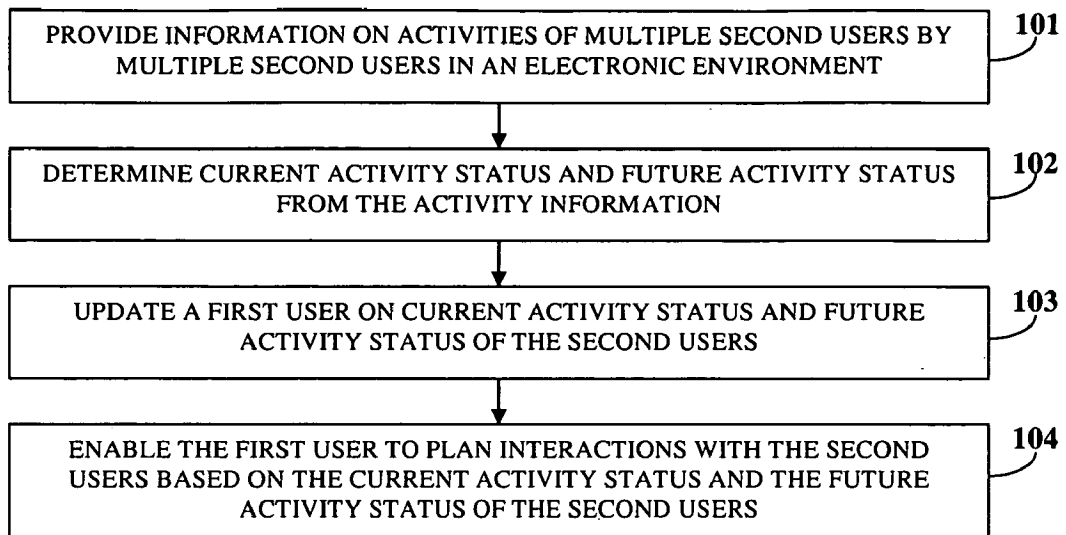 PROVIDE INFORMATION ON ACTIVITIES OF MULTIPLE SECOND USERS BY
MULTIPLE SECOND USERS IN AN ELECTRONIC ENVIRONMENT
101
DETERMINE CURRENT ACTIVITY STATUS AND FUTURE ACTIVITY STATUS
FROM THE ACTIVITY INFORMATION
102
UPDATE A FIRST USER ON CURRENT ACTIVITY STATUS AND FUTURE
ACTIVITY STATUS OF THE SECOND USERS
103
ENABLE THE FIRST USER TO PLAN INTERACTIONS WITH THE SECOND
USERS BASED ON THE CURRENT ACTIVITY STATUS AND THE FUTURE
ACTIVITY STATUS OF THE SECOND USERS
104